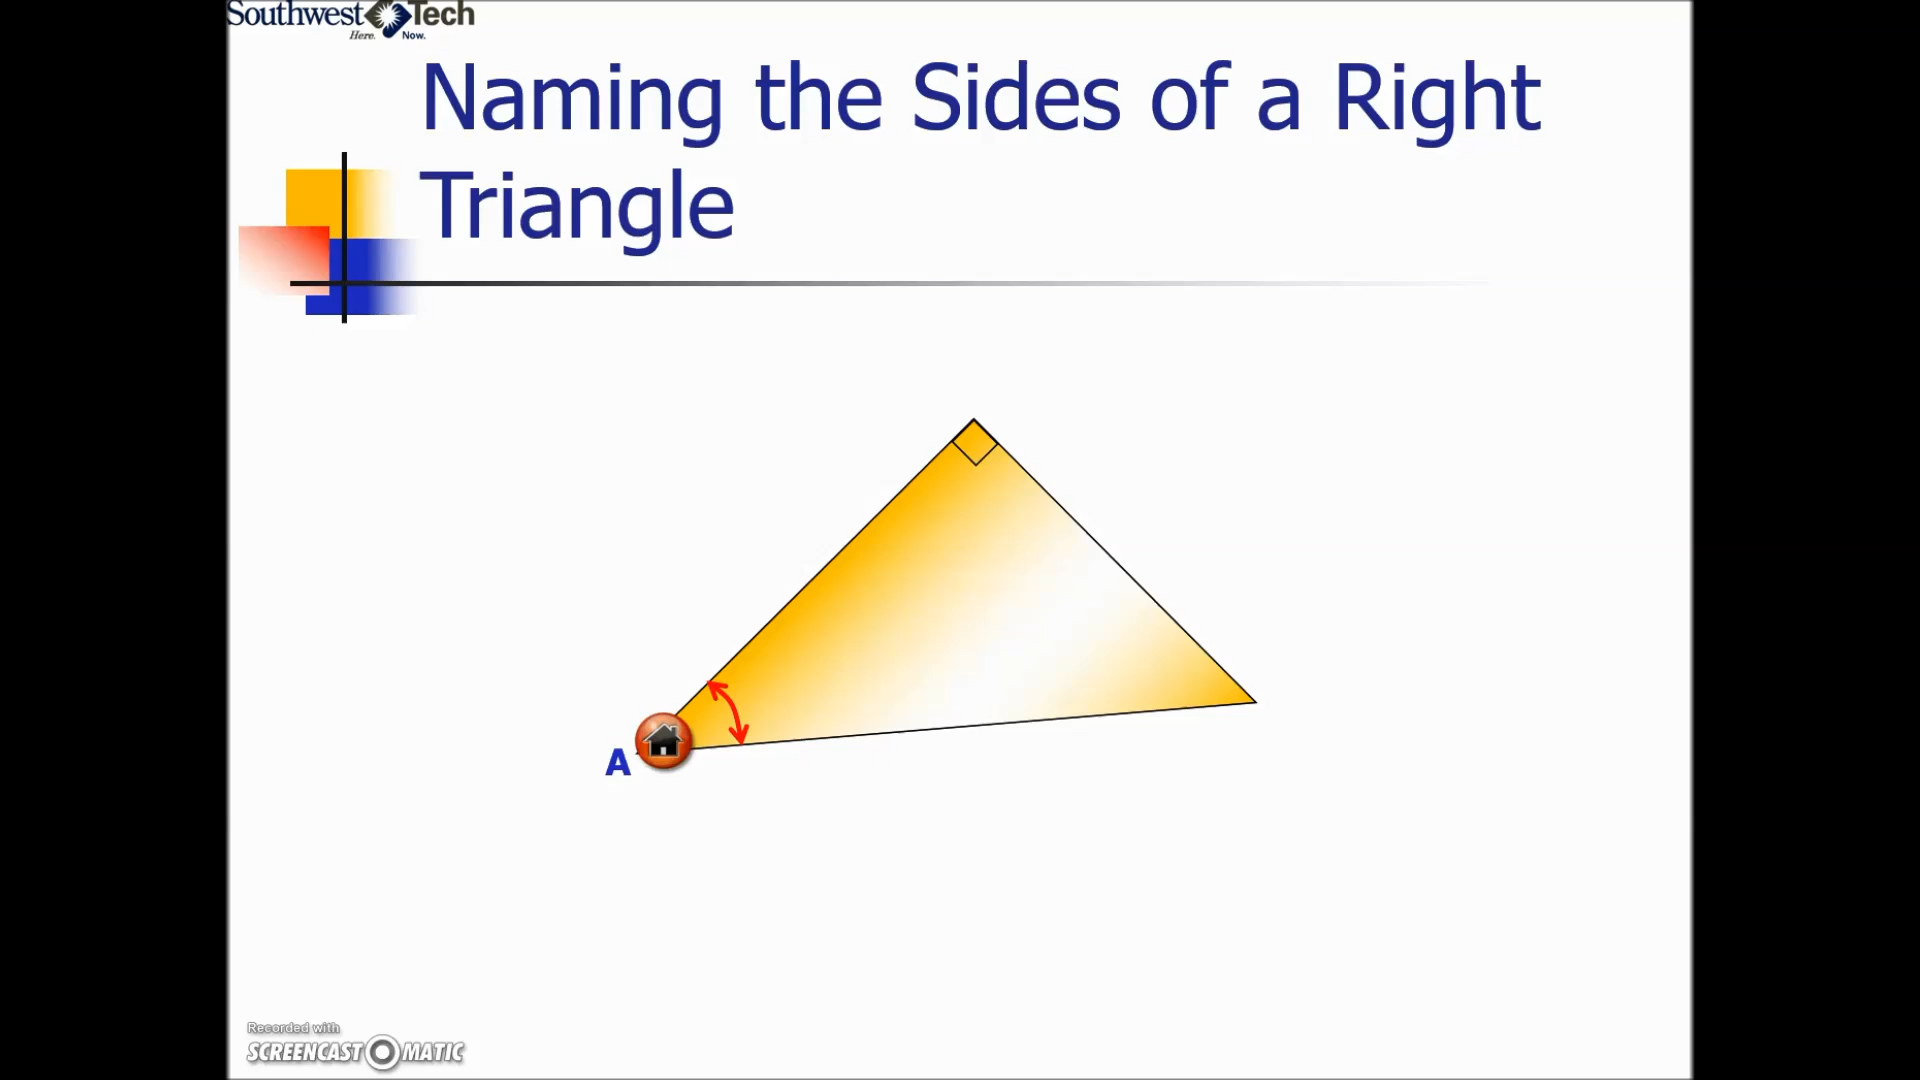 Southwest Tech
Here. Now.
Naming the Sides of a Right
Triangle
A
Recorded with
SCREENCAST MATIC